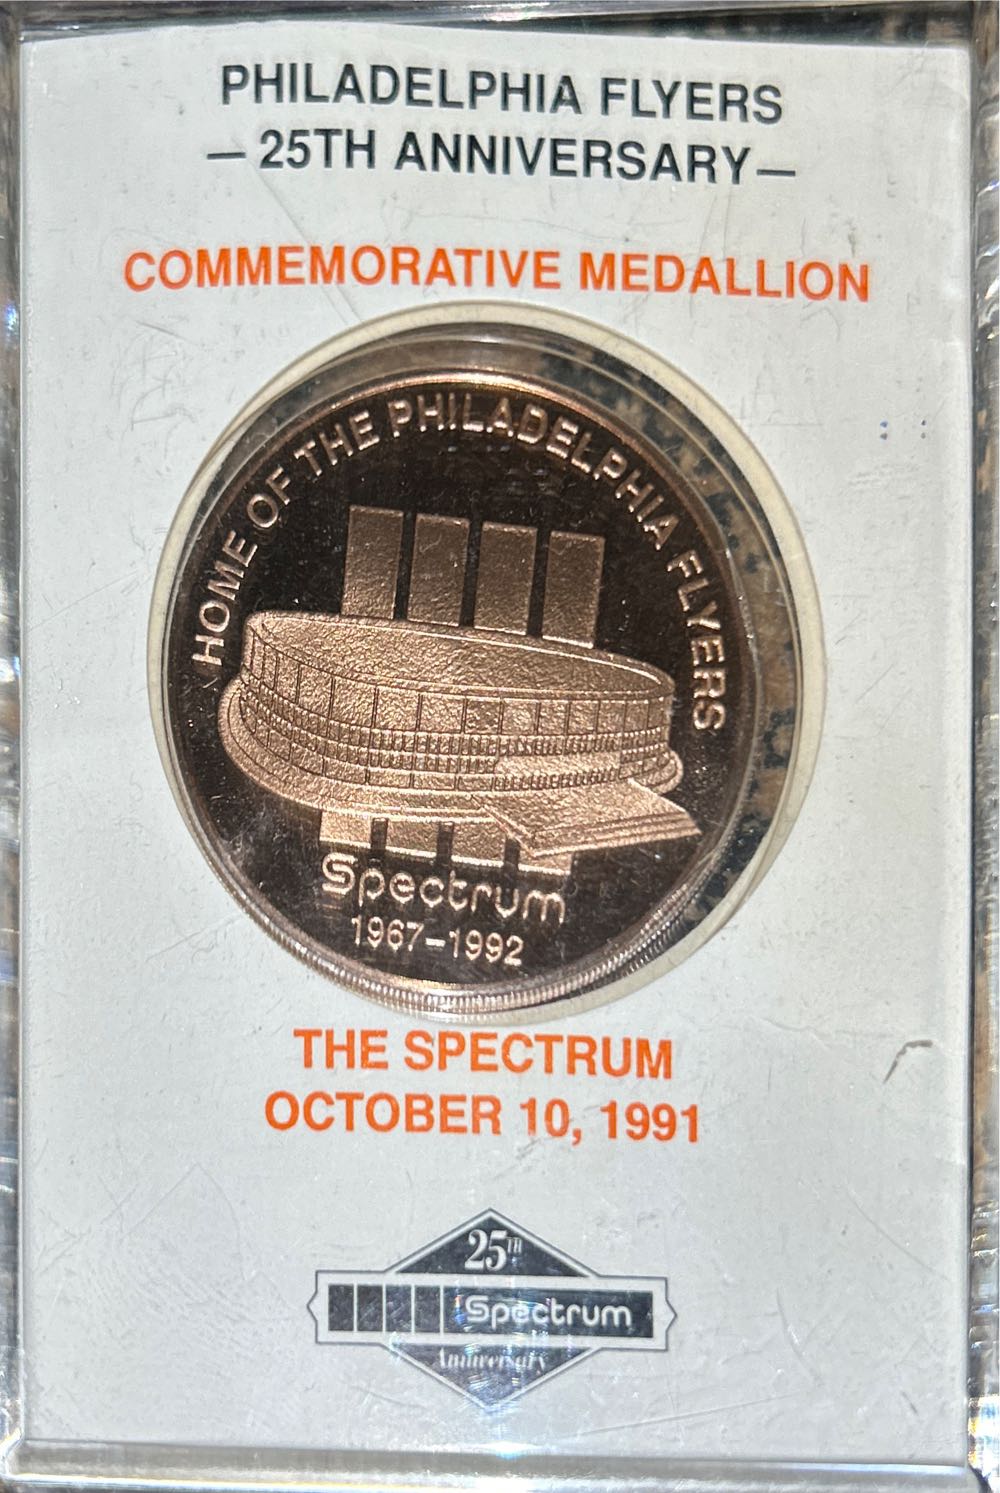 PHILADELPHIA FLYERS
— 25TH ANNIVERSARY —
COMMEMORATIVE MEDALLION
HOME OF THE PHILADELPHIA FLYERS
Spectrum
1967-1992
THE SPECTRUM
OCTOBER 10, 1991
25TH
Spectrum
Anniversary